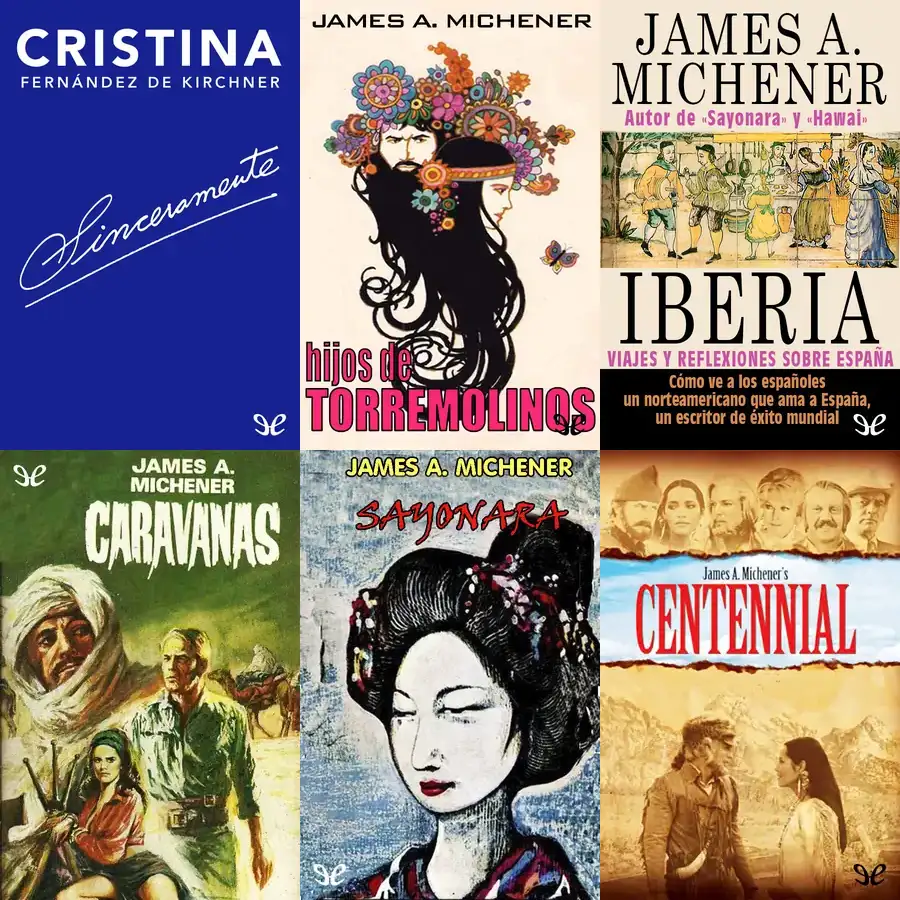 CRISTINA
FERNÁNDEZ DE KIRCHNER
Sinceramente
JAMES A. MICHENER
hijos de
TORREMOLINOS
JAMES A.
MICHENER
Autor de «Sayonara» y «Hawai»
IBERIA
VIAJES Y REFLEXIONES SOBRE ESPAÑA
Cómo ve a los españoles
un norteamericano que ama a España,
un escritor de éxito mundial
JAMES A.
MICHENER
CARAVANAS
JAMES A. MICHENER
SAYONARA
James A. Michener's
CENTENNIAL